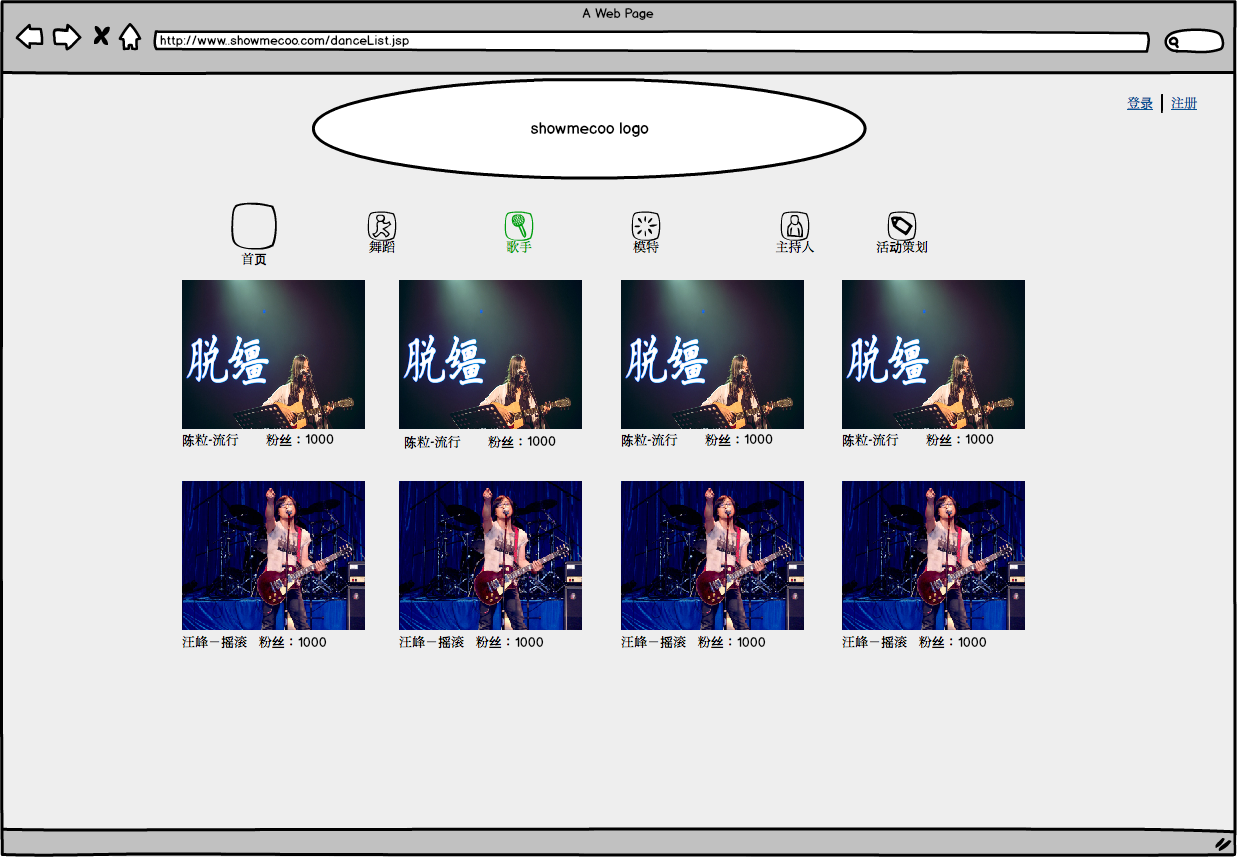 A Web Page
http://www.showmecoo.com/danceList.jsp
登录 | 注册
showmecoo logo
首页 舞蹈 歌手 模特 主持人 活动策划
脱缰 脱缰 脱缰 脱缰
陈粒-流行 粉丝：1000 陈粒-流行 粉丝：1000 陈粒-流行 粉丝：1000 陈粒-流行 粉丝：1000
汪峰－摇滚 粉丝：1000 汪峰－摇滚 粉丝：1000 汪峰－摇滚 粉丝：1000 汪峰－摇滚 粉丝：1000